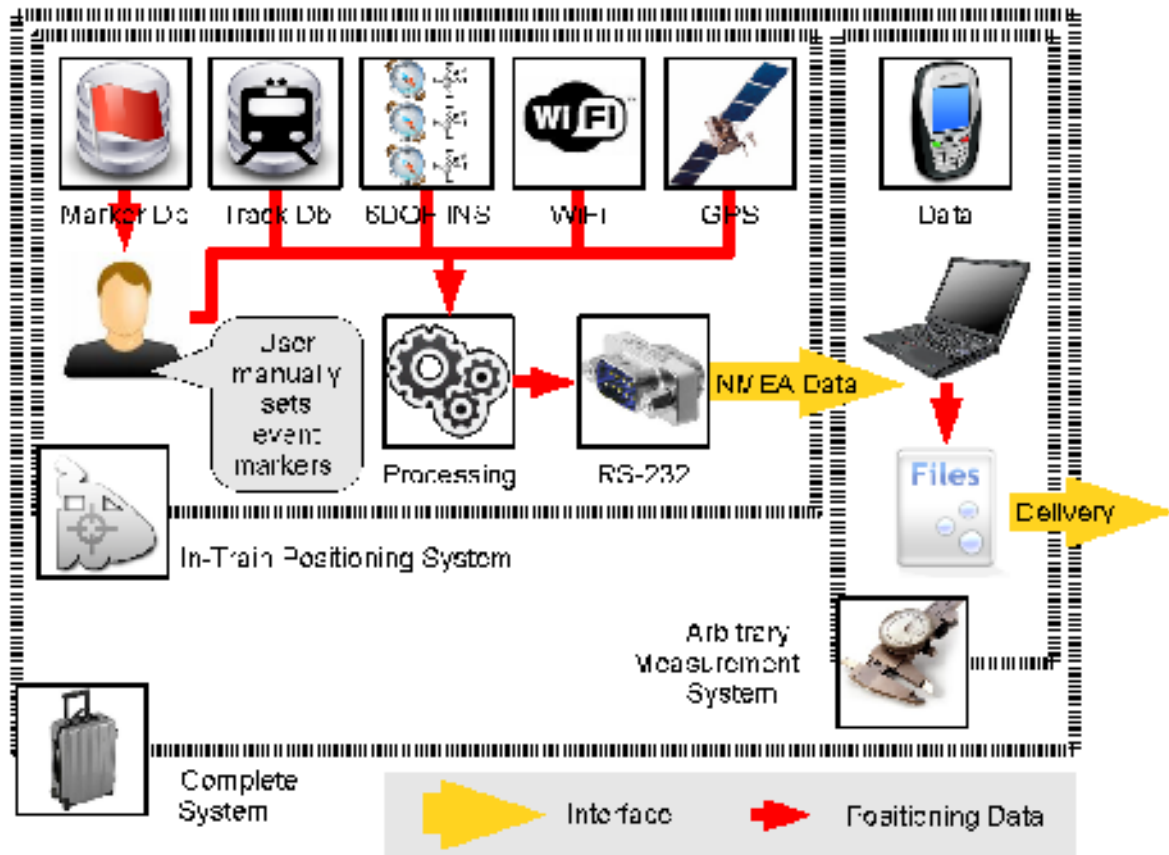 WiFi
Marker Db
Track Db
6DOF INS
WiFi
GPS
Data
User
manually
sets
event
markers
NMEA Data
Processing
RS-232
Files
Delivery
In-Train Positioning System
Arbitrary
Measurement
System
Complete
System
Interface
Positioning Data